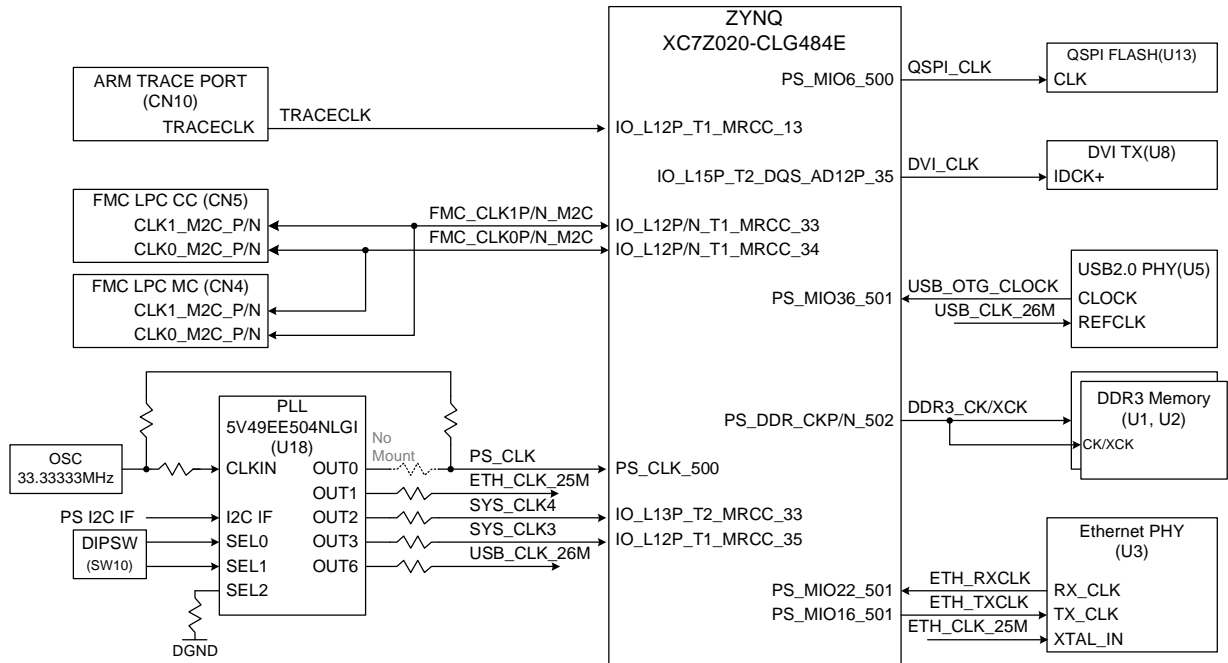 ZYNQ
XC7Z020-CLG484E
ARM TRACE PORT
(CN10)
TRACECLK
TRACECLK
IO_L12P_T1_MRCC_13
PS_MIO6_500
QSPI_CLK
QSPI FLASH(U13)
CLK
IO_L15P_T2_DQS_AD12P_35
DVI_CLK
DVI TX(U8)
IDCK+
FMC LPC CC (CN5)
CLK1_M2C_P/N
CLK0_M2C_P/N
FMC_CLK1P/N_M2C
FMC_CLK0P/N_M2C
IO_L12P/N_T1_MRCC_33
IO_L12P/N_T1_MRCC_34
FMC LPC MC (CN4)
CLK1_M2C_P/N
CLK0_M2C_P/N
PS_MIO36_501
USB_OTG_CLOCK
USB_CLK_26M
USB2.0 PHY(U5)
CLOCK
REFCLK
PS_DDR_CKP/N_502
DDR3_CK/XCK
DDR3 Memory
(U1, U2)
CK/XCK
OSC
33.33333MHz
PS I2C IF
DIPSW
(SW10)
DGND
PLL
5V49EE504NLGI
(U18)
CLKIN
I2C IF
SEL0
SEL1
SEL2
OUT0
OUT1
OUT2
OUT3
OUT6
No
Mount
PS_CLK
ETH_CLK_25M
SYS_CLK4
SYS_CLK3
USB_CLK_26M
PS_CLK_500
IO_L13P_T2_MRCC_33
IO_L12P_T1_MRCC_35
PS_MIO22_501
PS_MIO16_501
ETH_RXCLK
ETH_TXCLK
ETH_CLK_25M
Ethernet PHY
(U3)
RX_CLK
TX_CLK
XTAL_IN